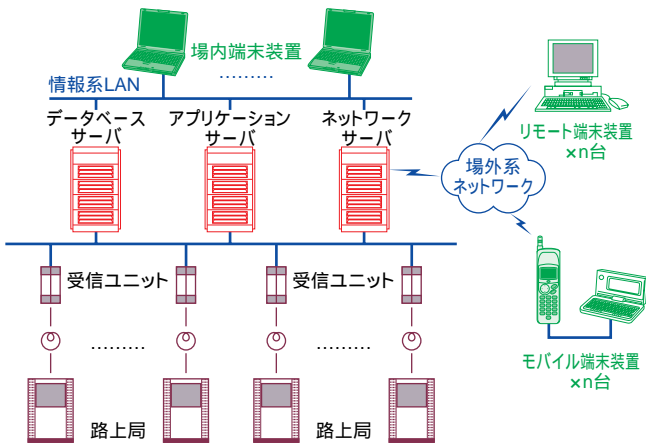 場内端末装置
………
情報系LAN
データベース
サーバ
アプリケーション
サーバ
ネットワーク
サーバ
リモート端末装置
×n台
場外系
ネットワーク
受信ユニット
受信ユニット
………
………
モバイル端末装置
×n台
路上局
路上局